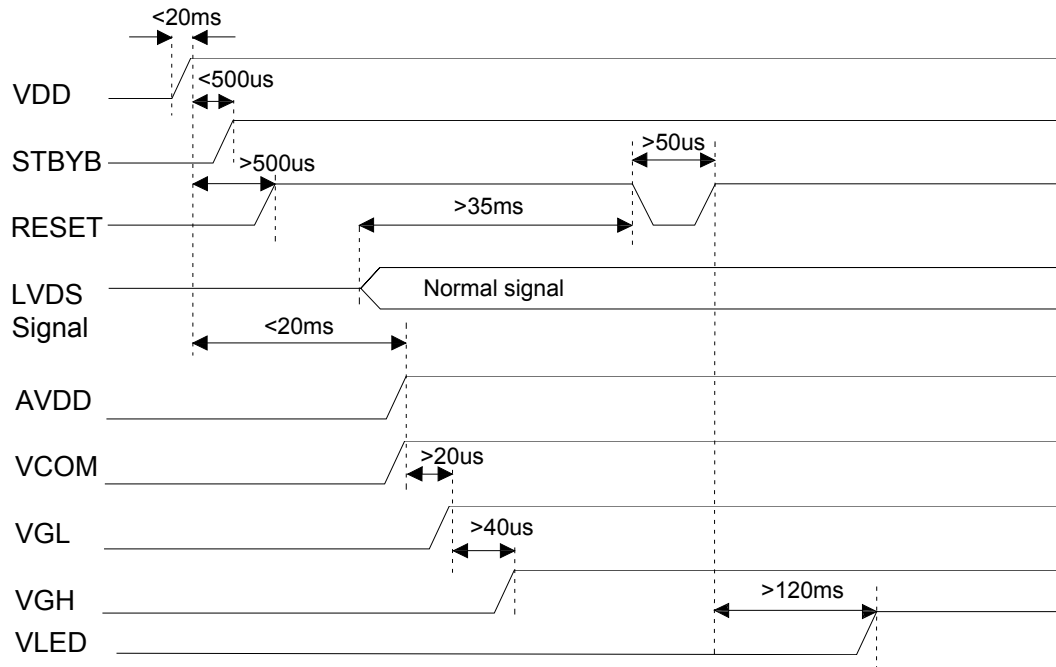 <20ms
VDD
<500us
STBYB
>500us
>50us
RESET
>35ms
LVDS
Signal
Normal signal
<20ms
AVDD
VCOM
>20us
VGL
>40us
VGH
>120ms
VLED